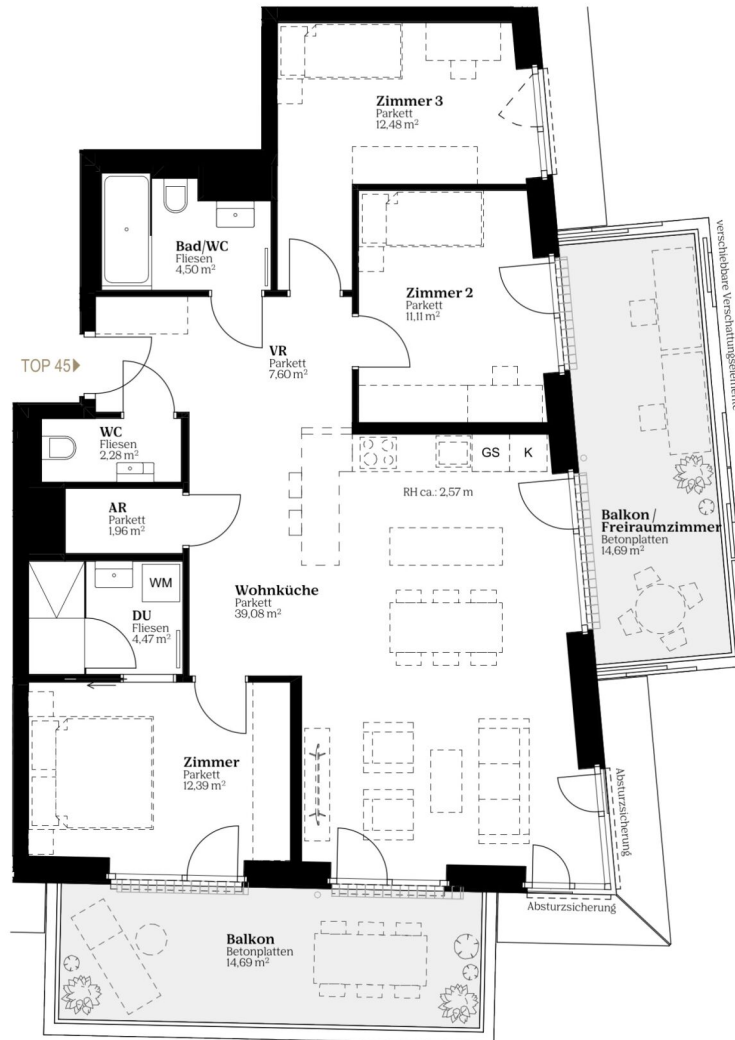 Zimmer 3
Parkett
12,48 m²
Bad/WC
Fliesen
4,50 m²
verschiebbare Verschattungselemente
Zimmer 2
Parkett
11,11 m²
VR
Parkett
7,60 m²
TOP 45
WC
Fliesen
2,28 m²
GS
K
RH ca.: 2,57 m
AR
Parkett
1,96 m²
Balkon/
Freiraumzimmer
Betonplatten
14,69 m²
WM
DU
Fliesen
4,47 m²
Wohnküche
Parkett
39,08 m²
Zimmer
Parkett
12,39 m²
Absturzsicherung
Absturzsicherung
Balkon
Betonplatten
14,69 m²